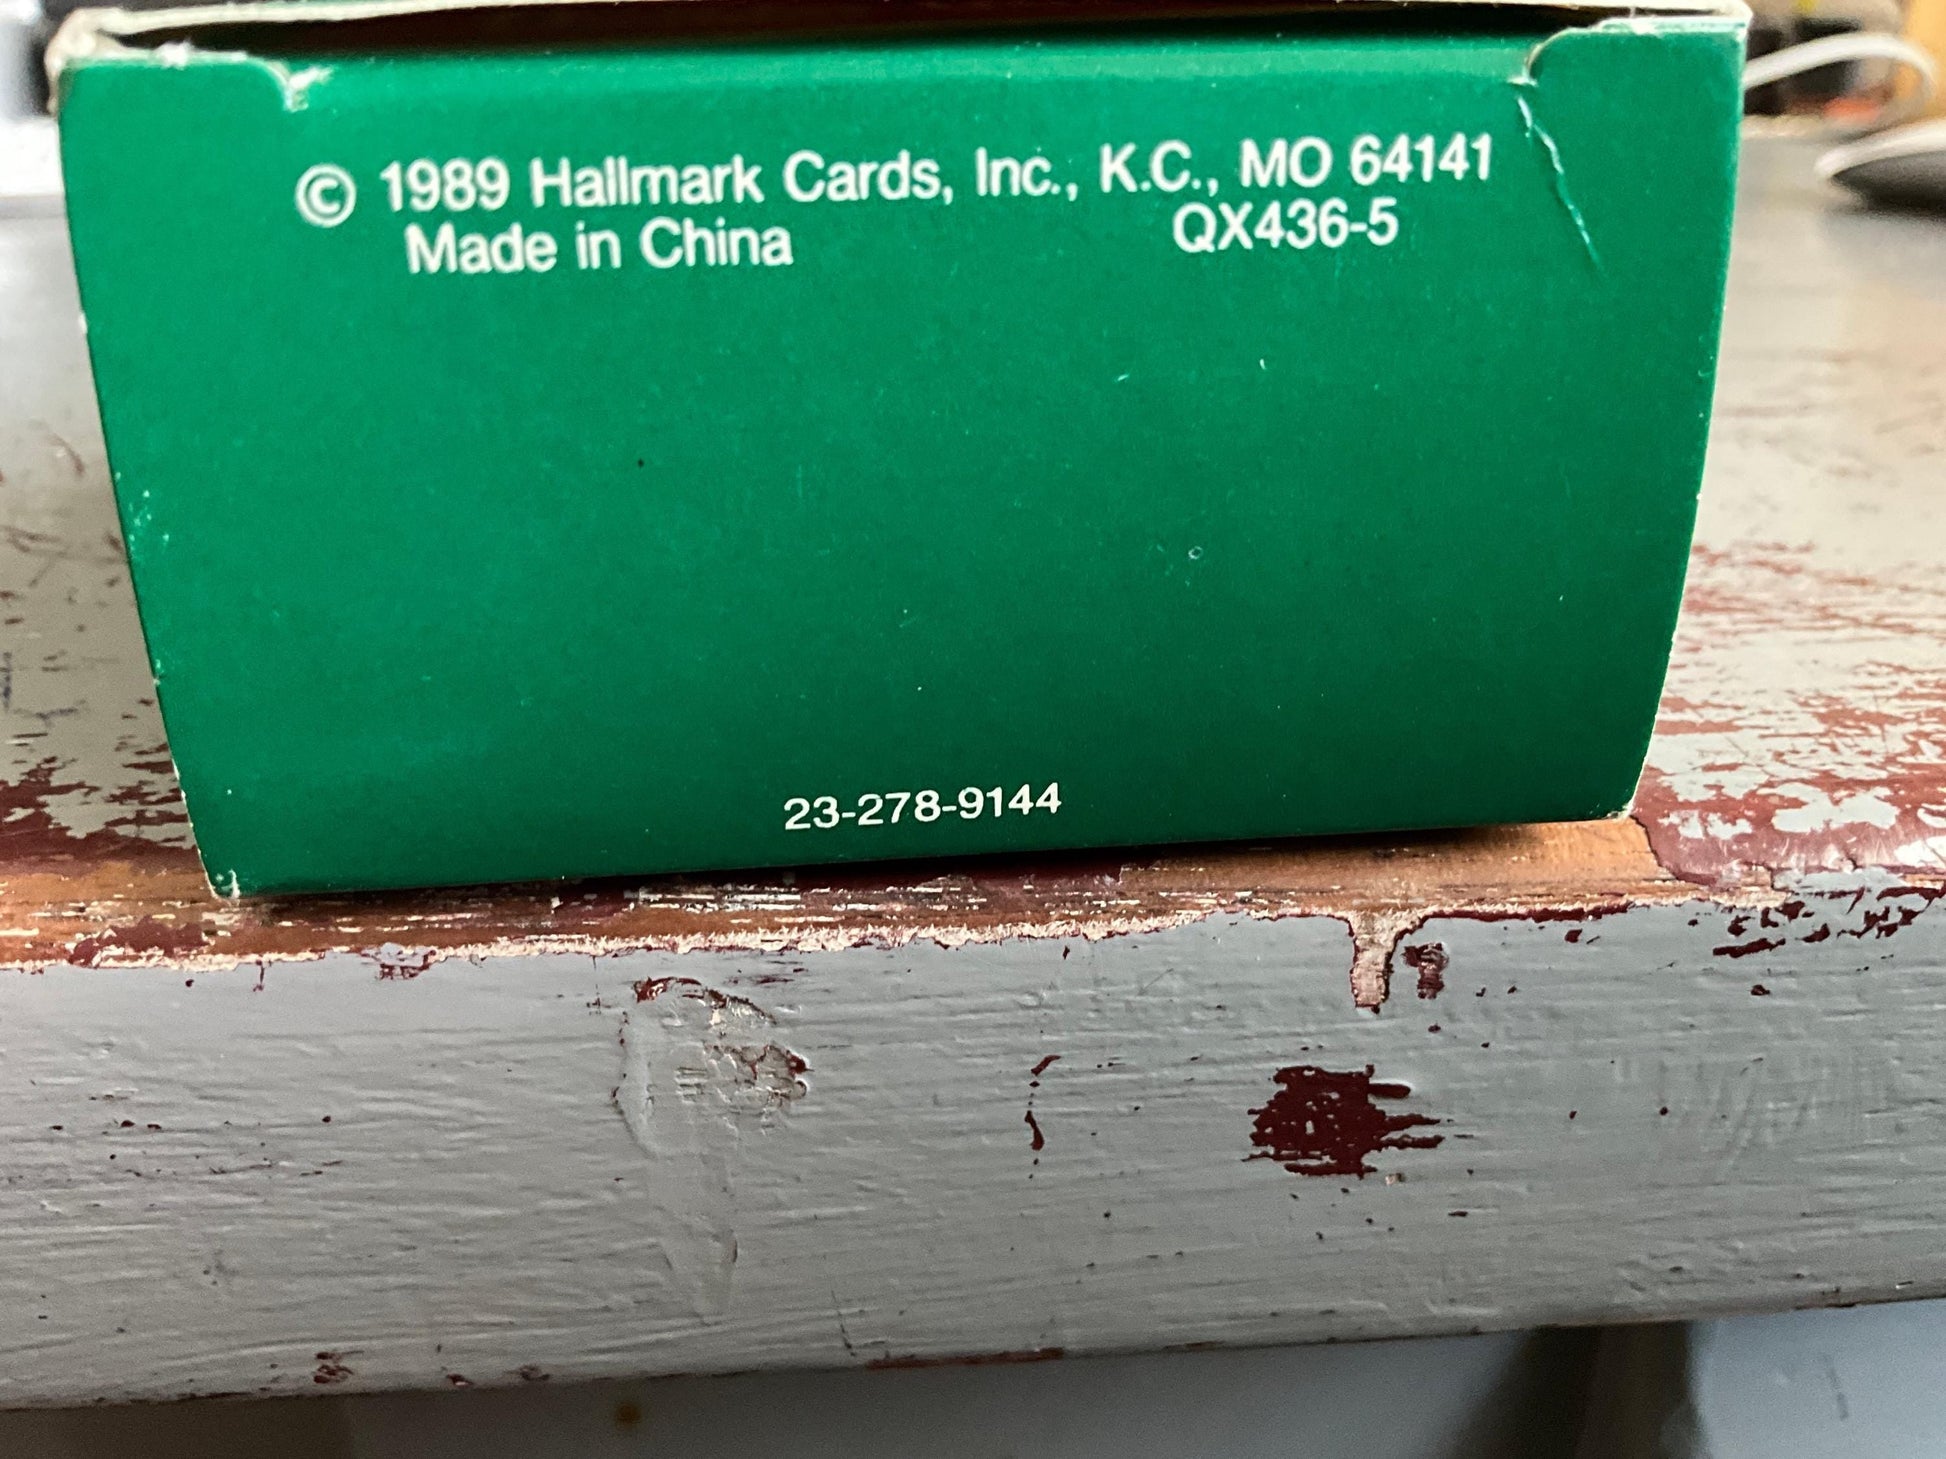 © 1989 Hallmark Cards, Inc., K.C., MO 64141
Made in China QX436-5
23-278-9144